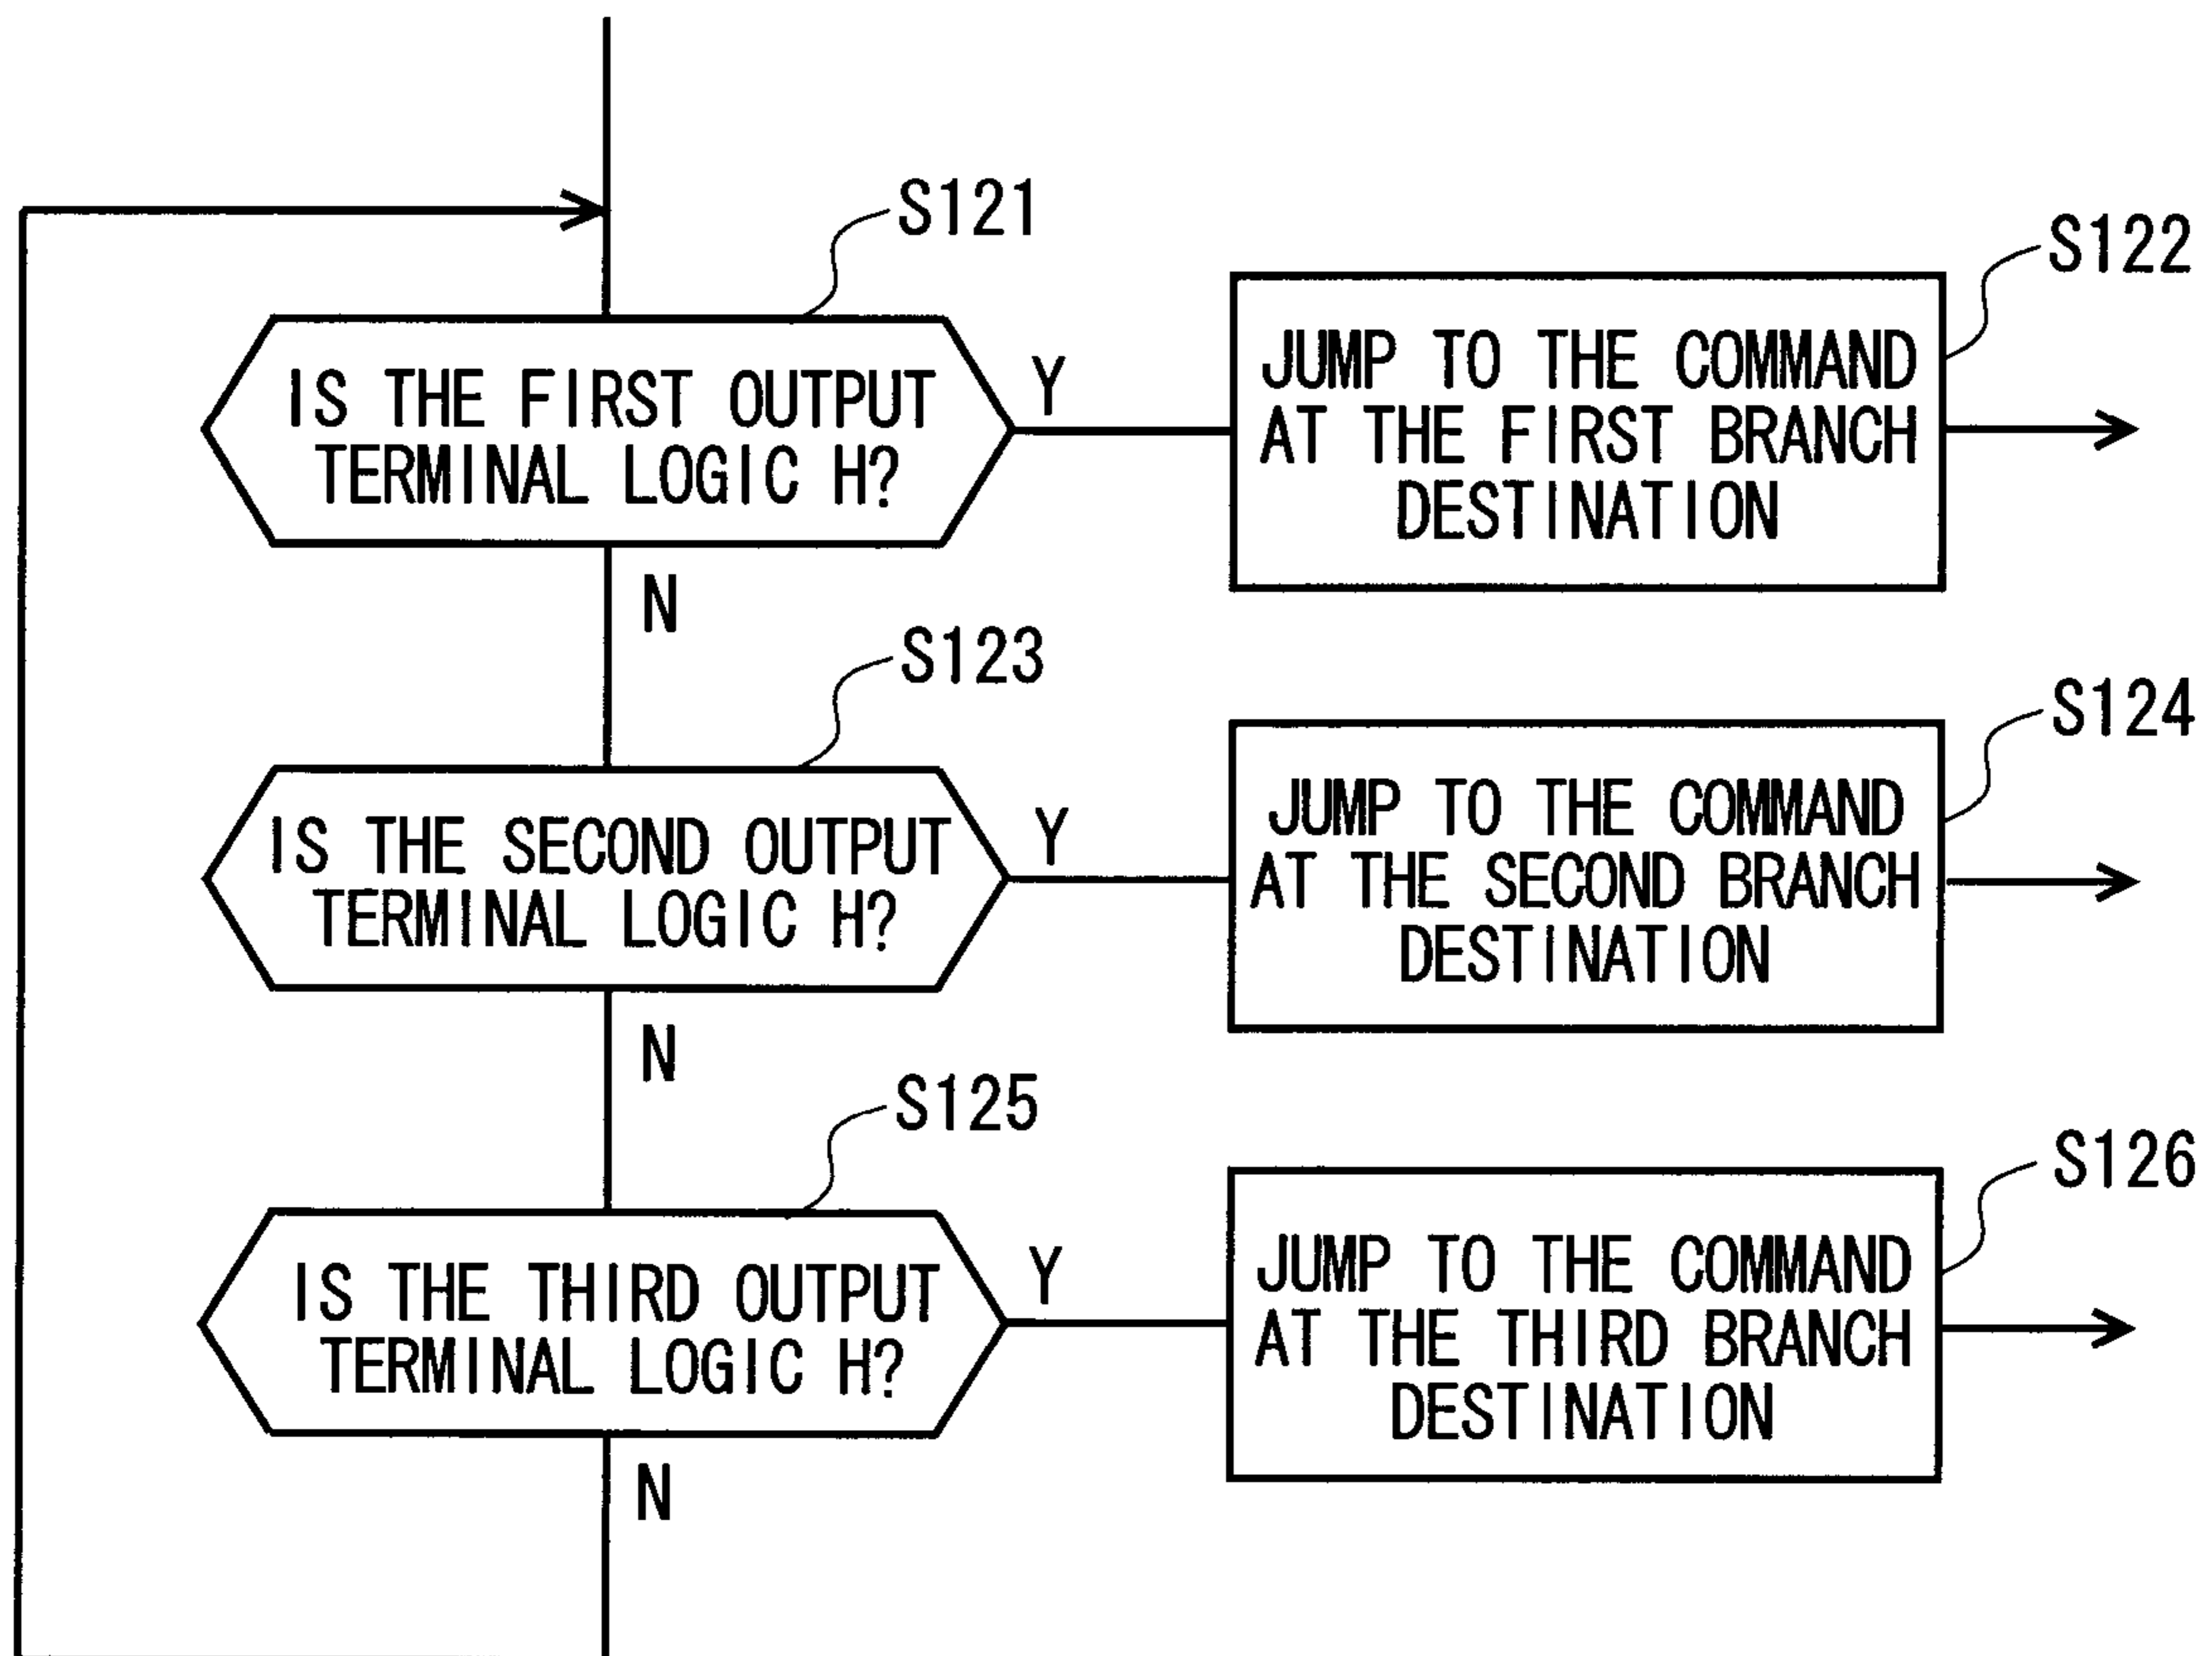 S121
S122
IS THE FIRST OUTPUT
TERMINAL LOGIC H?
Y
JUMP TO THE COMMAND
AT THE FIRST BRANCH
DESTINATION
N
S123
S124
IS THE SECOND OUTPUT
TERMINAL LOGIC H?
Y
JUMP TO THE COMMAND
AT THE SECOND BRANCH
DESTINATION
N
S125
S126
IS THE THIRD OUTPUT
TERMINAL LOGIC H?
Y
JUMP TO THE COMMAND
AT THE THIRD BRANCH
DESTINATION
N